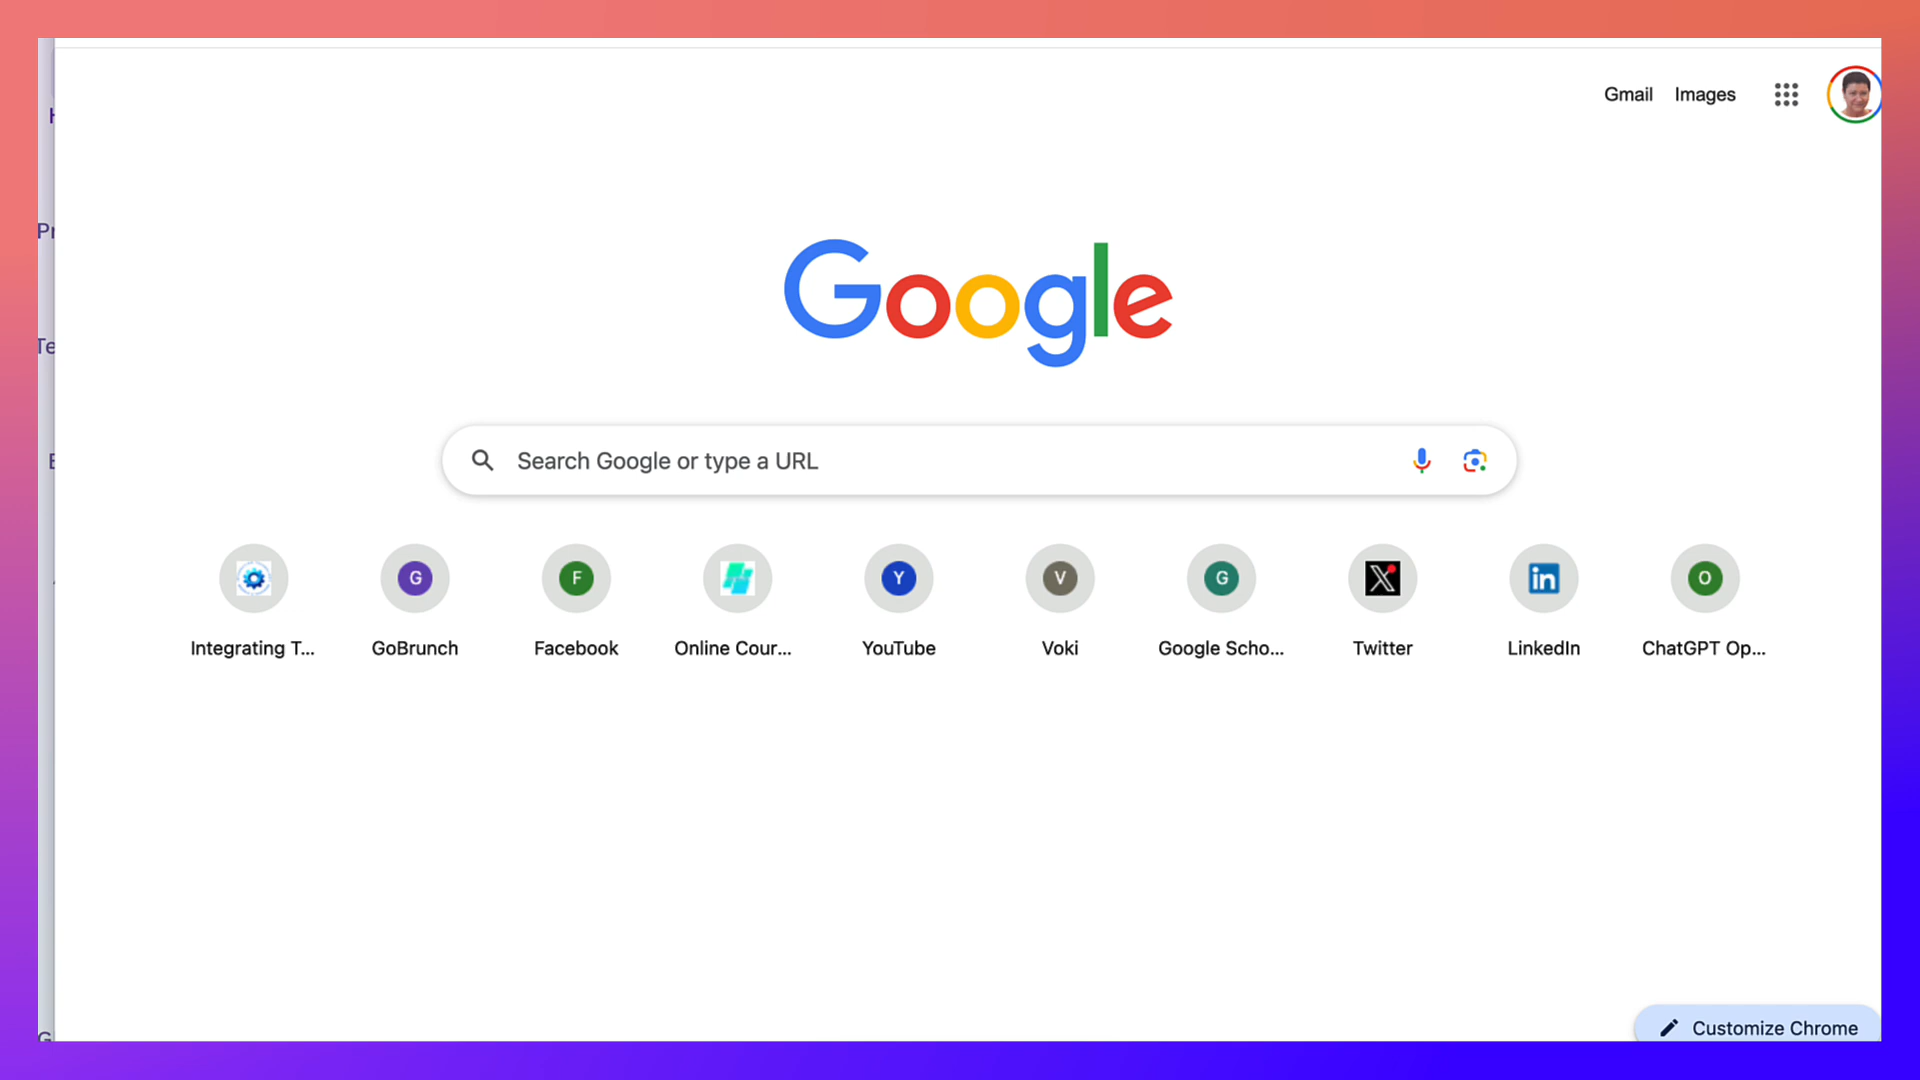 Gmail Images
Google
Search Google or type a URL
G F Y V G X in O
Integrating T... GoBrunch Facebook Online Cour... YouTube Voki Google Scho... Twitter LinkedIn ChatGPT Op...
Customize Chrome